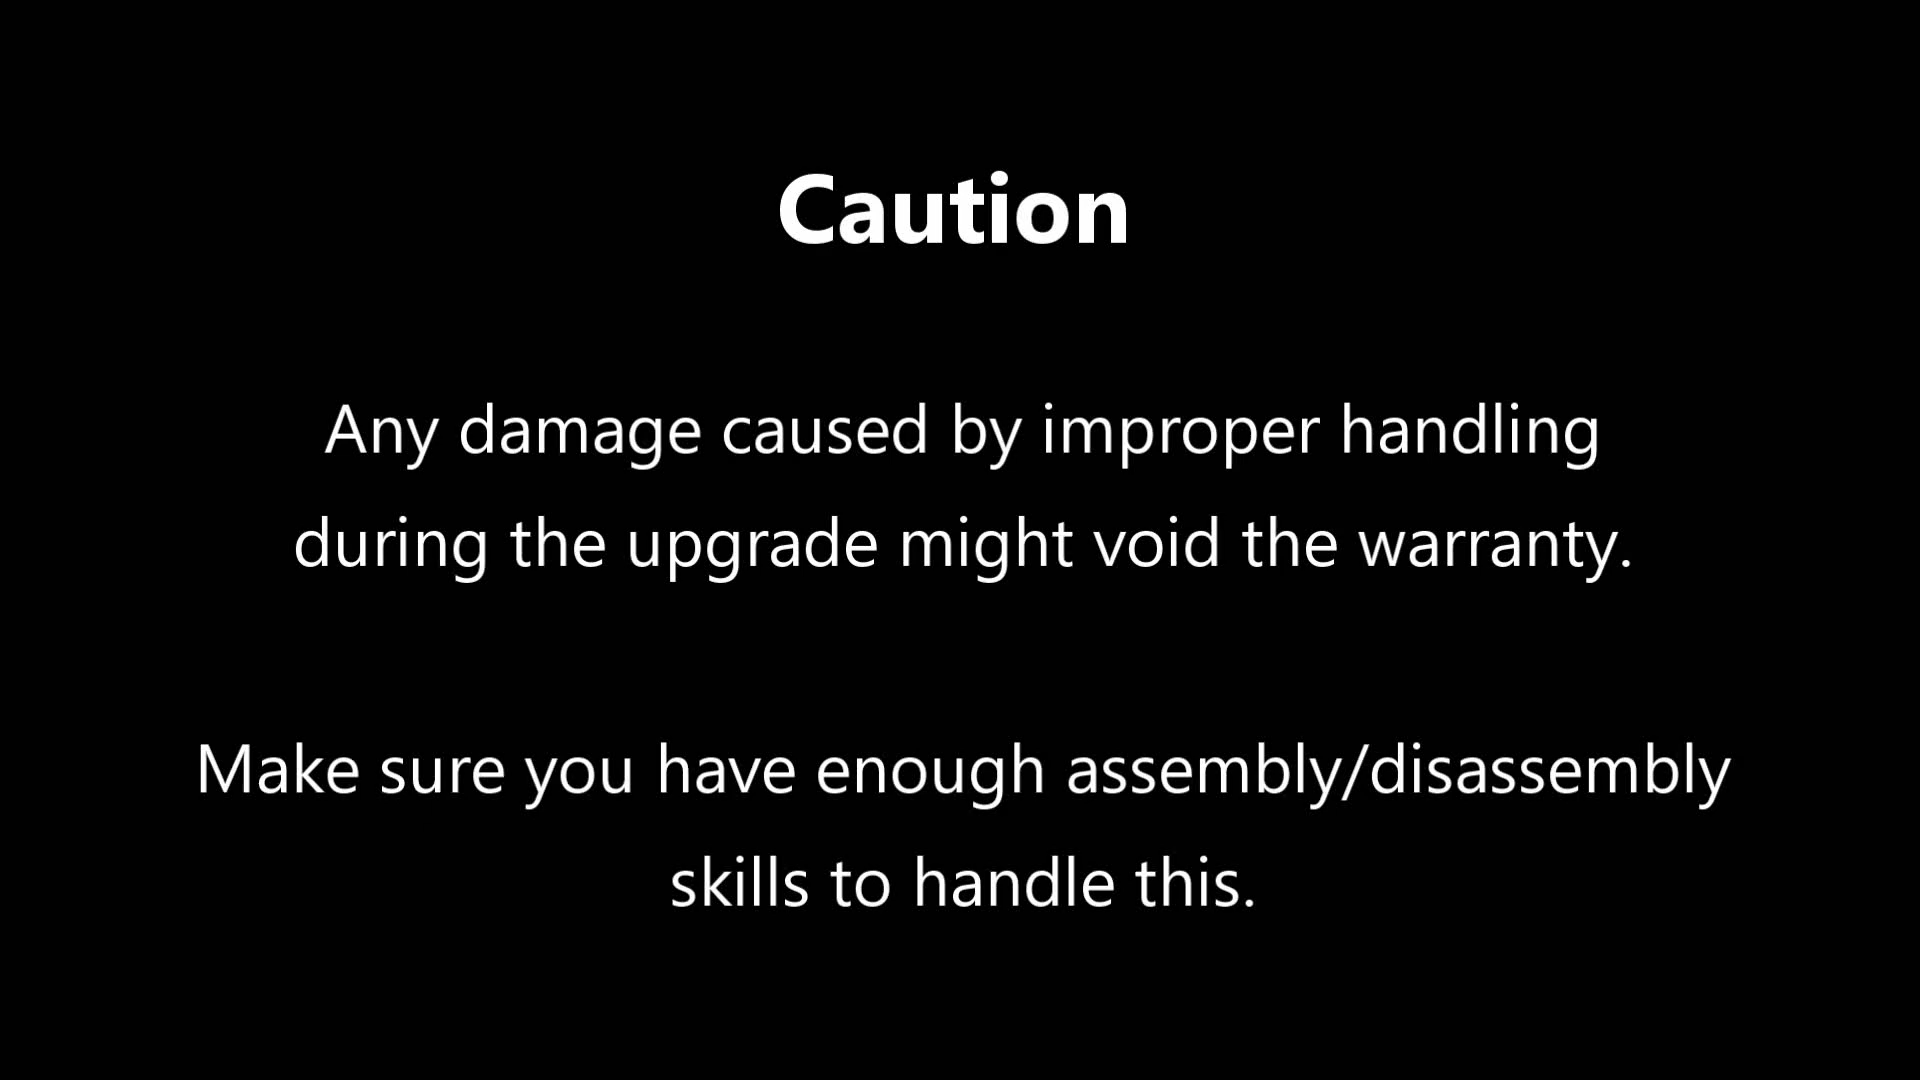 Caution
Any damage caused by improper handling
during the upgrade might void the warranty.
Make sure you have enough assembly/disassembly
skills to handle this.